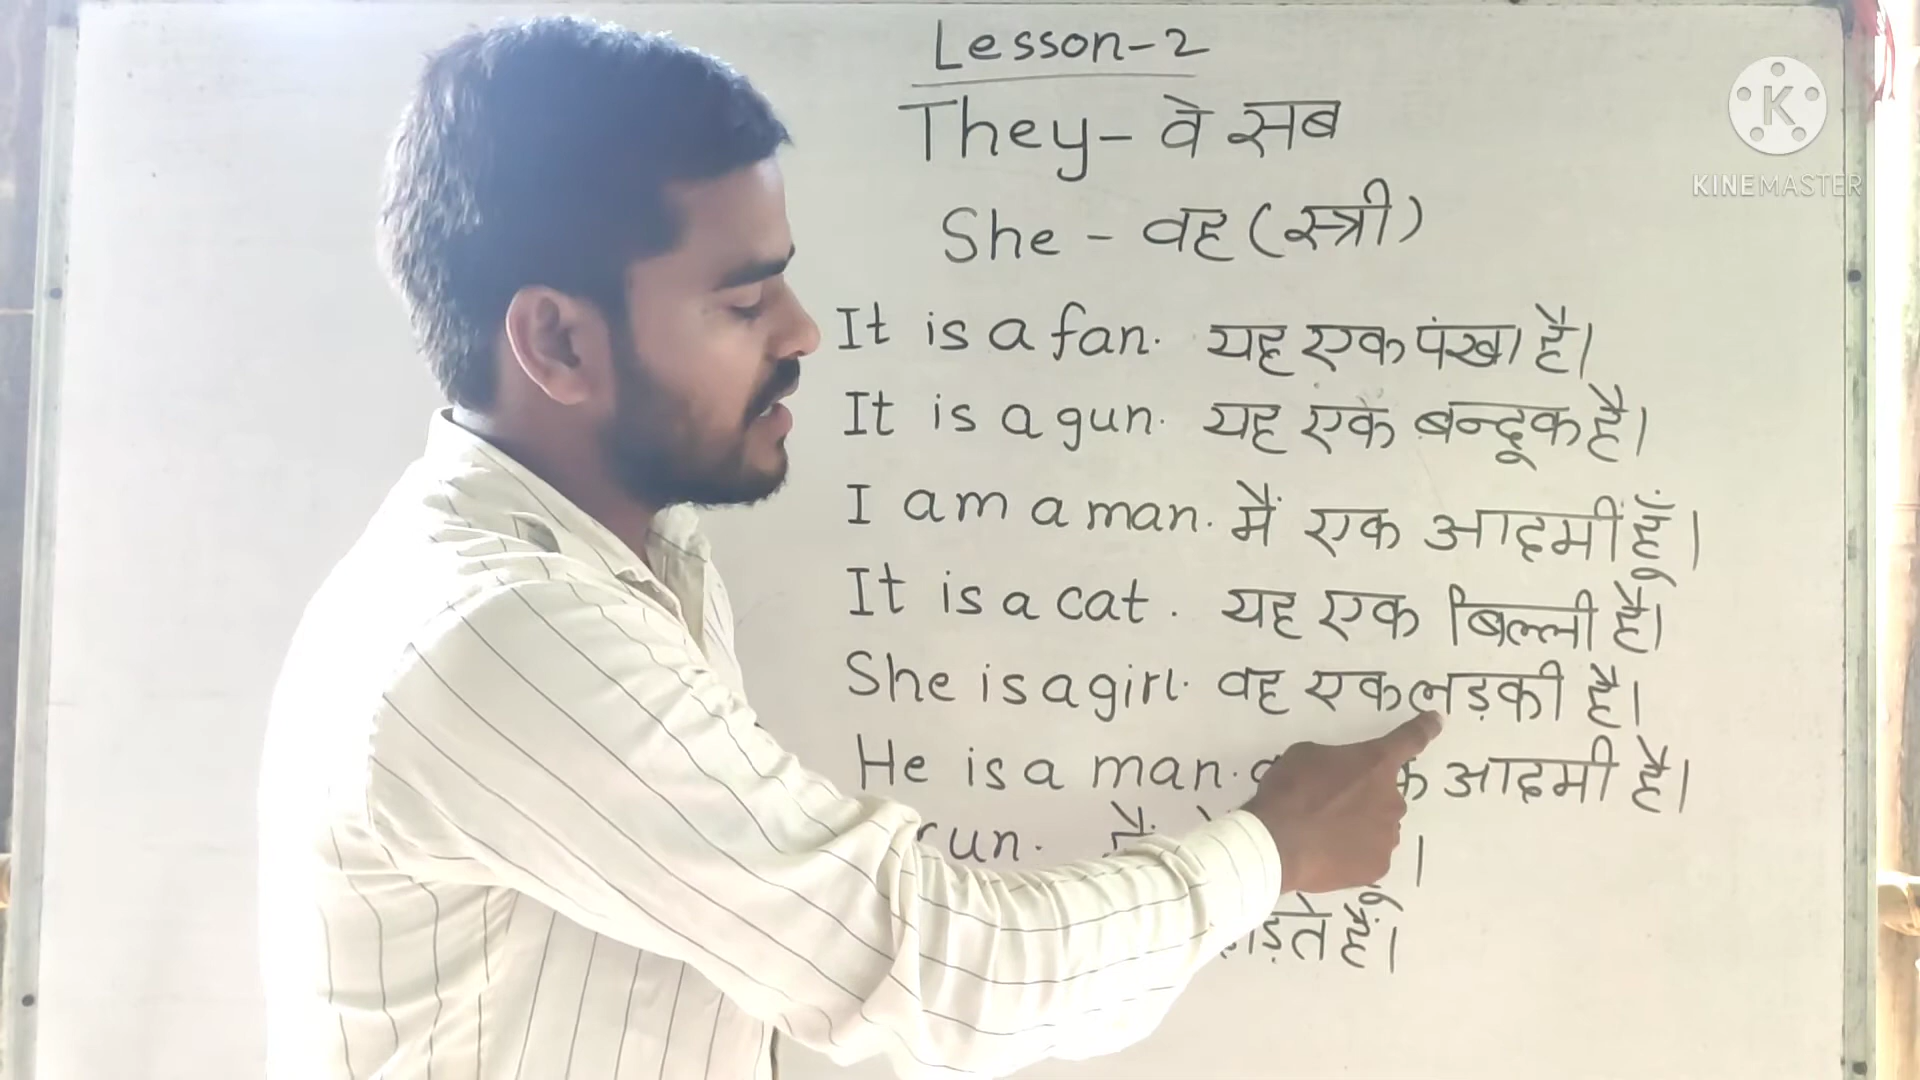 Lesson-2
They - वे सब
She - वह (स्त्री)
It is a fan. यह एक पंखा है।
It is a gun. यह एक बन्दूक है।
I am a man. मैं एक आदमी हूँ।
It is a cat. यह एक बिल्ली है।
She is a girl. वह एक लड़की है।
He is a man. आदमी है।
run.
हैं।
KINEMASTER